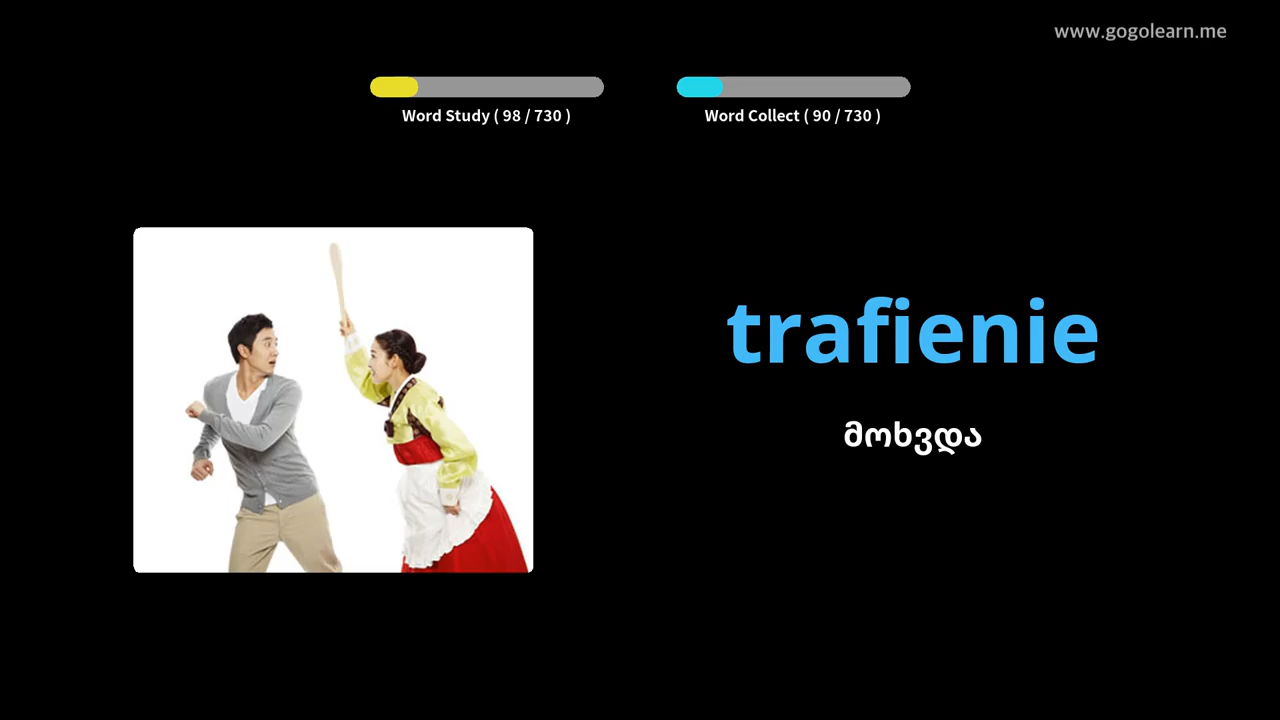 www.gogolearn.me
Word Study ( 98 / 730 )
Word Collect ( 90 / 730 )
trafienie
მოხვდა